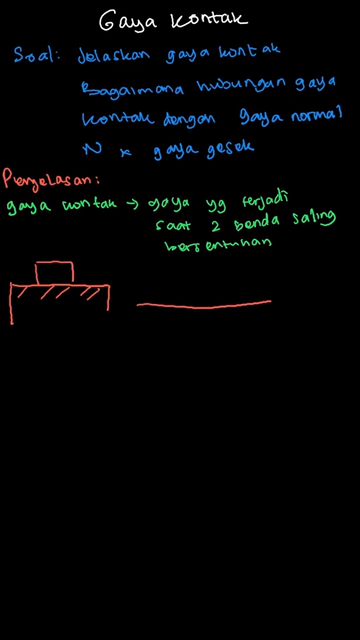 Gaya Kontak
Soal: Jelaskan gaya kontak
Bagaimana hubungan gaya
kontak dengan gaya normal
N x gaya gesek
Penjelasan:
gaya kontak → gaya yg terjadi
saat 2 benda saling
bersentuhan